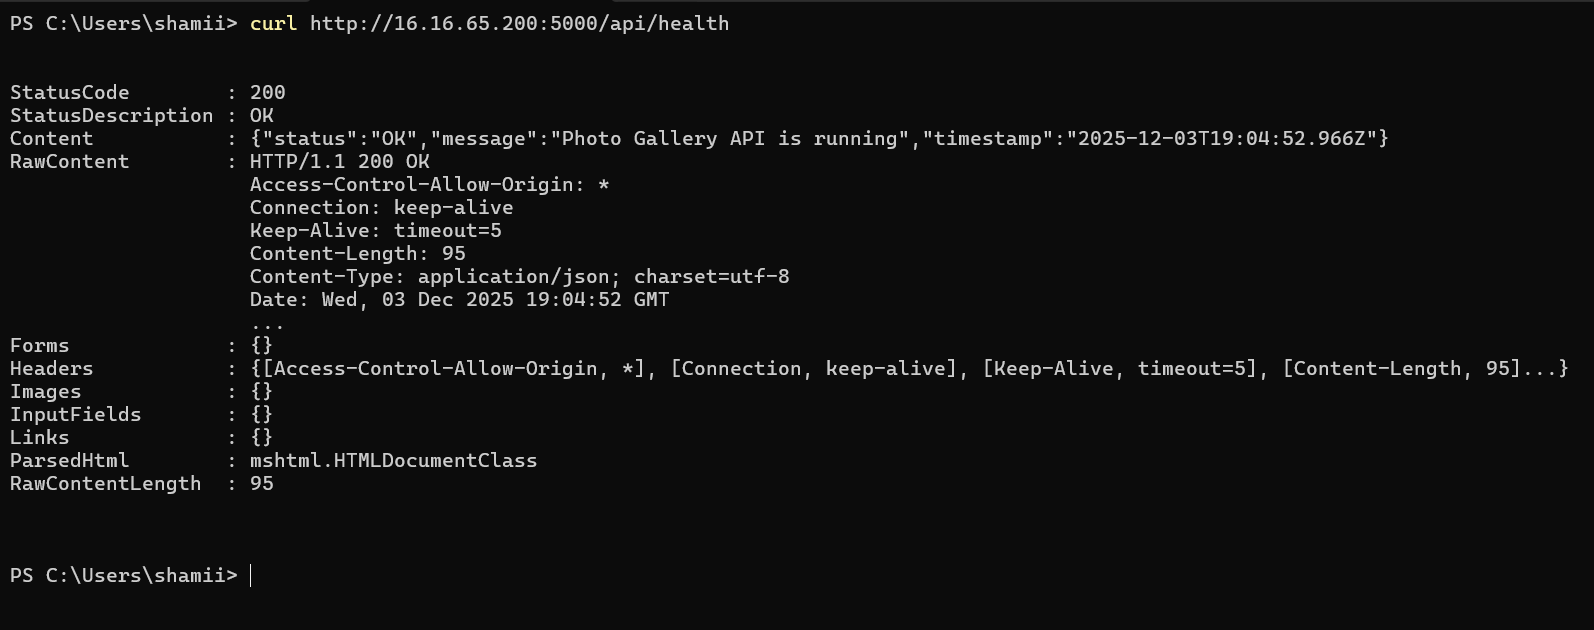 PS C:\Users\shamii> curl http://16.16.65.200:5000/api/health
StatusCode        : 200
StatusDescription : OK
Content           : {"status":"OK","message":"Photo Gallery API is running","timestamp":"2025-12-03T19:04:52.966Z"}
RawContent        : HTTP/1.1 200 OK
                    Access-Control-Allow-Origin: *
                    Connection: keep-alive
                    Keep-Alive: timeout=5
                    Content-Length: 95
                    Content-Type: application/json; charset=utf-8
                    Date: Wed, 03 Dec 2025 19:04:52 GMT
                    ...
Forms             : {}
Headers           : {[Access-Control-Allow-Origin, *], [Connection, keep-alive], [Keep-Alive, timeout=5], [Content-Length, 95]...}
Images            : {}
InputFields       : {}
Links             : {}
ParsedHtml        : mshtml.HTMLDocumentClass
RawContentLength  : 95
PS C:\Users\shamii>